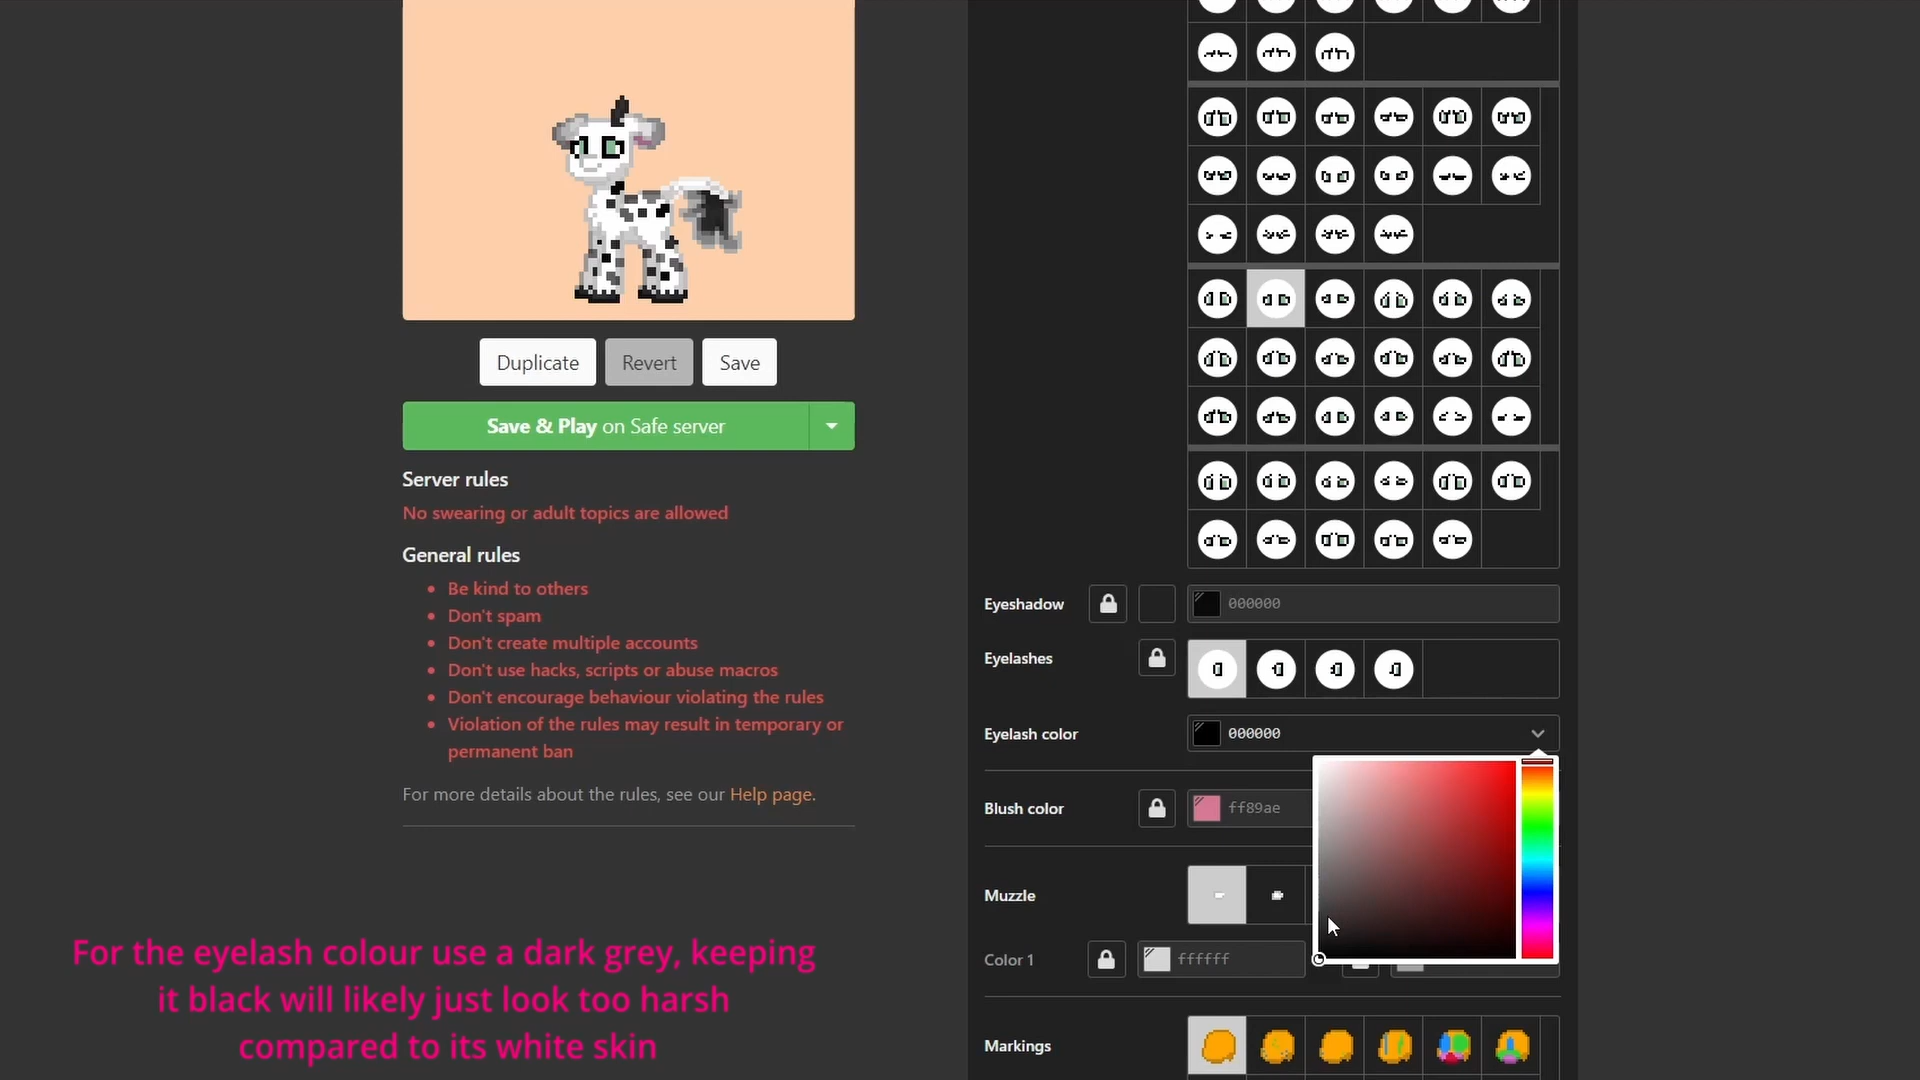 Duplicate
Revert
Save
Save & Play on Safe server
Server rules
No swearing or adult topics are allowed
General rules
Be kind to others
Don't spam
Don't create multiple accounts
Don't use hacks, scripts or abuse macros
Don't encourage behaviour violating the rules
Violation of the rules may result in temporary or
permanent ban
For more details about the rules, see our Help page.
For the eyelash colour use a dark grey, keeping
it black will likely just look too harsh
compared to its white skin
Eyeshadow
000000
Eyelashes
Eyelash color
000000
Blush color
ff89ae
Muzzle
Color 1
ffffff
Markings